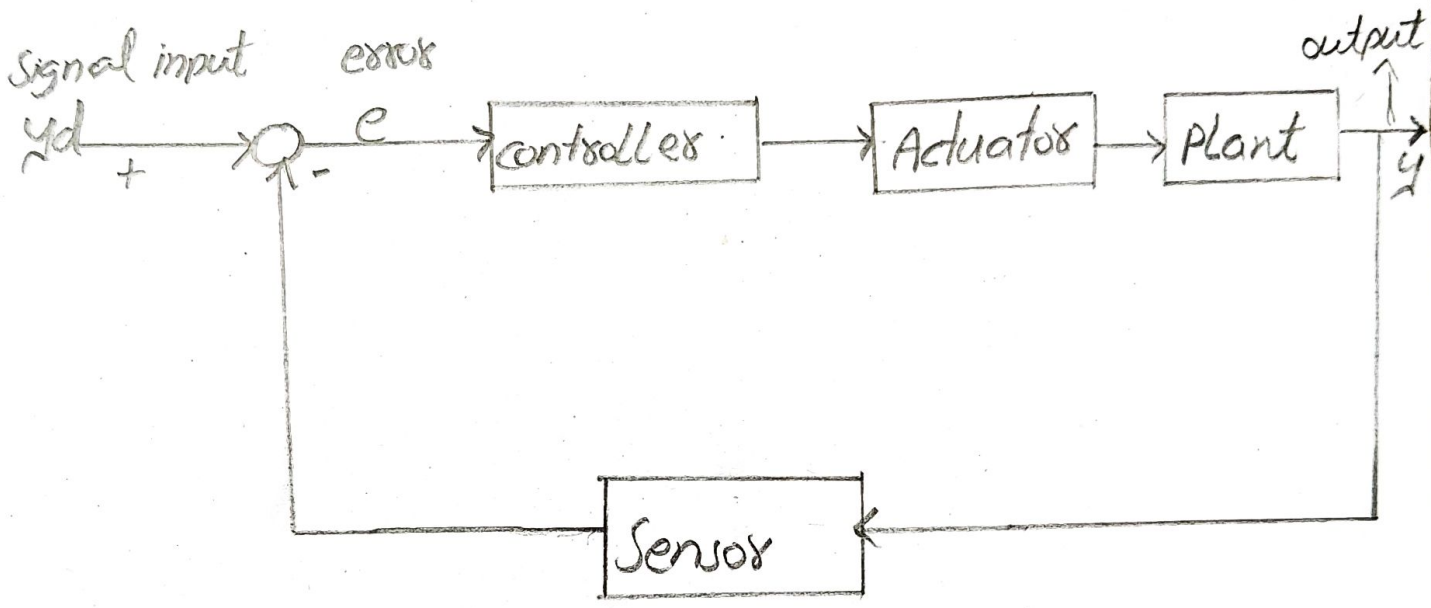 output
Signal input error
yd + - e controller Actuator Plant y
Sensor